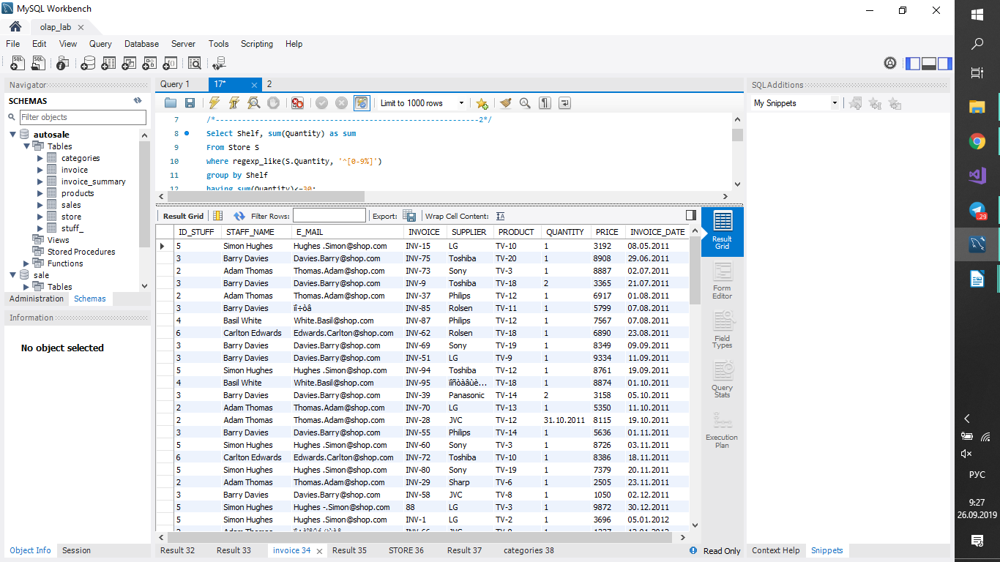 MySQL Workbench
olap_lab
File Edit View Query Database Server Tools Scripting Help
Navigator
SCHEMAS
Filter objects
autosale
Tables
categories
invoice
invoice_summary
products
sales
store
stuff_
Views
Stored Procedures
Functions
sale
Tables
Administration Schemas
Information
No object selected
Object Info Session
Query 1 17* 2
Limit to 1000 rows
7 /*------------------------------------------------------------2*/
8 Select Shelf, sum(Quantity) as sum
9 From Store S
10 where regexp_like(S.Quantity, '^[0-9%]')
11 group by Shelf
12 having sum(Quantity)<=30;
Result Grid Filter Rows: Export: Wrap Cell Content:
ID_STUFF STAFF_NAME E_MAIL INVOICE SUPPLIER PRODUCT QUANTITY PRICE INVOICE_DATE
5 Simon Hughes Hughes .Simon@shop.com INV-15 LG TV-10 1 3192 08.05.2011
3 Barry Davies Davies.Barry@shop.com INV-75 Toshiba TV-20 1 8908 29.06.2011
2 Adam Thomas Thomas.Adam@shop.com INV-73 Sony TV-3 1 8887 02.07.2011
3 Barry Davies Davies.Barry@shop.com INV-9 Toshiba TV-18 2 3365 21.07.2011
2 Adam Thomas Thomas.Adam@shop.com INV-37 Philips TV-12 1 6917 01.08.2011
3 Barry Davies ïî÷òà INV-85 Rolsen TV-11 1 5799 07.08.2011
4 Basil White White.Basil@shop.com INV-87 Philips TV-12 1 7567 07.08.2011
6 Carlton Edwards Edwards.Carlton@shop.com INV-62 Rolsen TV-18 1 6890 23.08.2011
3 Barry Davies Davies.Barry@shop.com INV-69 Sony TV-19 1 8349 09.09.2011
3 Barry Davies Davies.Barry@shop.com INV-51 LG TV-9 1 9334 11.09.2011
5 Simon Hughes Hughes .Simon@shop.com INV-94 Toshiba TV-12 1 8761 19.09.2011
4 Basil White White.Basil@shop.com INV-95 ïîñòàâùè... TV-18 1 8874 01.10.2011
3 Barry Davies Davies.Barry@shop.com INV-39 Panasonic TV-14 2 3158 05.10.2011
2 Adam Thomas Thomas.Adam@shop.com INV-70 LG TV-13 1 5350 11.10.2011
2 Adam Thomas Thomas.Adam@shop.com INV-28 JVC TV-12 31.10.2011 8115 19.10.2011
3 Barry Davies Davies.Barry@shop.com INV-55 Philips TV-14 1 5636 01.11.2011
5 Simon Hughes Hughes .Simon@shop.com INV-60 Sony TV-3 1 8726 03.11.2011
6 Carlton Edwards Edwards.Carlton@shop.com INV-72 Toshiba TV-10 1 8386 18.11.2011
5 Simon Hughes Hughes .Simon@shop.com INV-80 Sony TV-19 1 7379 20.11.2011
2 Adam Thomas Thomas.Adam@shop.com INV-29 Sharp TV-6 1 2505 23.11.2011
3 Barry Davies Davies.Barry@shop.com INV-58 JVC TV-8 1 1050 02.12.2011
5 Simon Hughes Hughes -.Simon@shop.com 88 LG TV-3 1 9872 30.12.2011
5 Simon Hughes Hughes .Simon@shop.com INV-1 LG TV-2 1 3696 05.01.2012
Result Grid
Form Editor
Field Types
Query Stats
Execution Plan
Result 32 Result 33 invoice 34 Result 35 STORE 36 Result 37 categories 38 Read Only
SQLAdditions
My Snippets
Context Help Snippets
29
РУС
9:27
26.09.2019